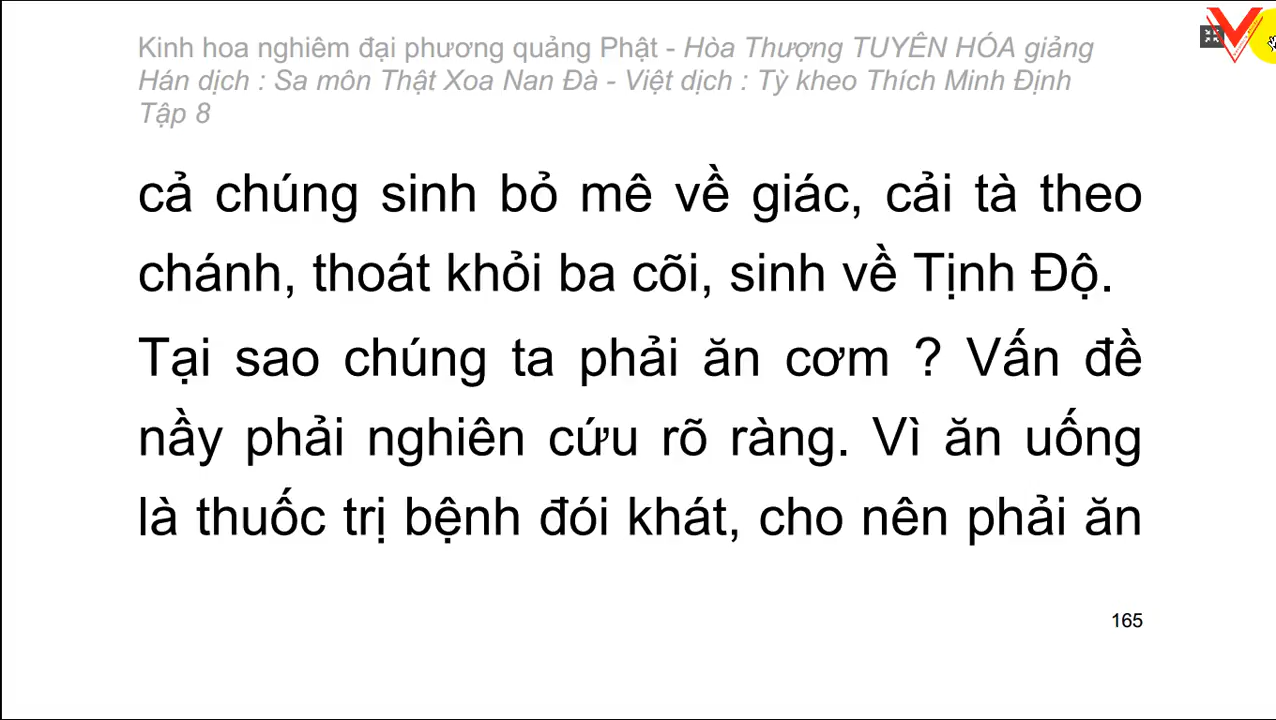 Kinh hoa nghiêm đại phương quảng Phật - Hòa Thượng TUYÊN HÓA giảng
Hán dịch : Sa môn Thật Xoa Nan Đà - Việt dịch : Tỳ kheo Thích Minh Định
Tập 8
cả chúng sinh bỏ mê về giác, cải tà theo
chánh, thoát khỏi ba cõi, sinh về Tịnh Độ.
Tại sao chúng ta phải ăn cơm ? Vấn đề
nầy phải nghiên cứu rõ ràng. Vì ăn uống
là thuốc trị bệnh đói khát, cho nên phải ăn
165